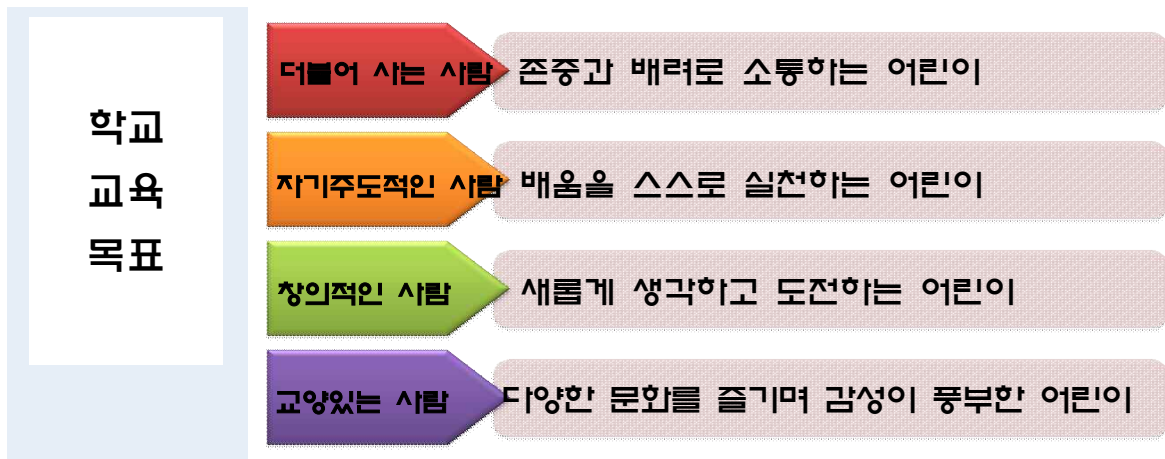 학교
교육
목표
더불어 사는 사람
존중과 배려로 소통하는 어린이
자기주도적인 사람
배움을 스스로 실천하는 어린이
창의적인 사람
새롭게 생각하고 도전하는 어린이
교양있는 사람
다양한 문화를 즐기며 감성이 풍부한 어린이